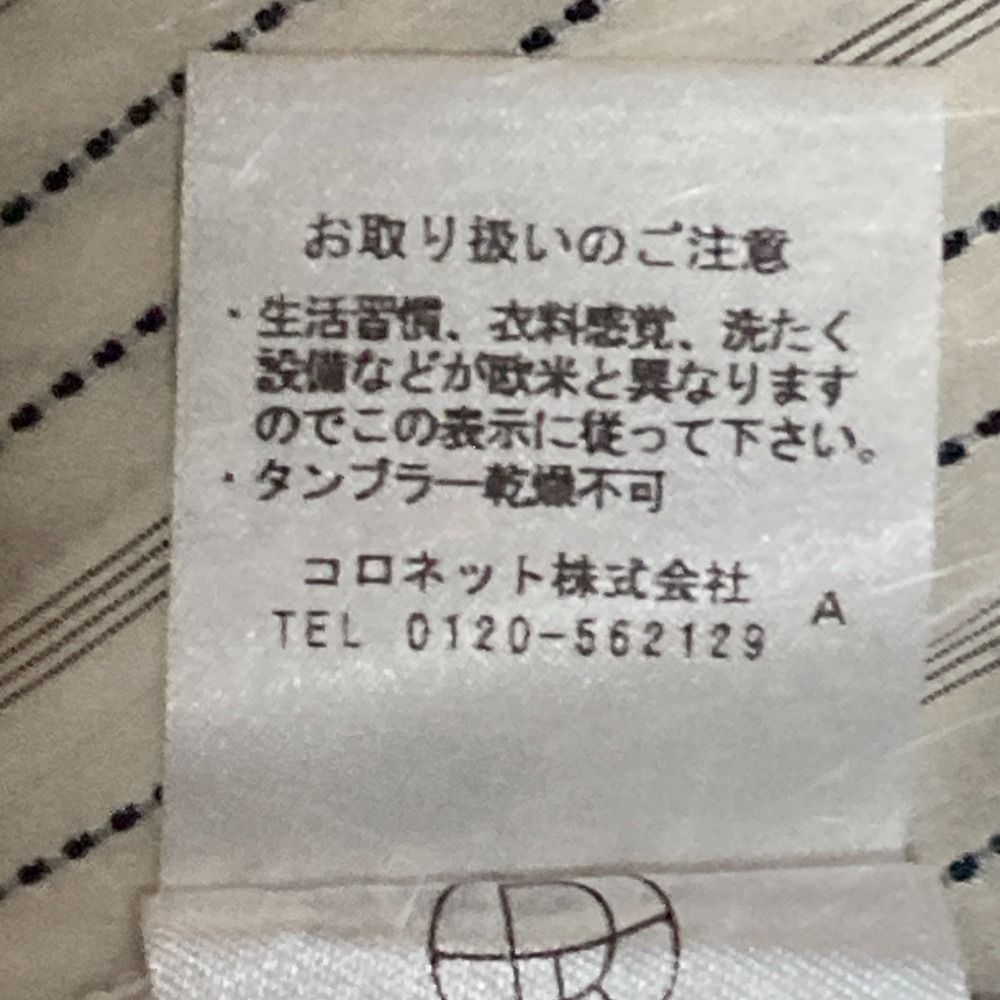 お取り扱いのご注意
・生活習慣、衣料感覚、洗たく
設備などが欧米と異なります
のでこの表示に従って下さい。
・タンブラー乾燥不可
コロネット株式会社 A
TEL 0120-562129